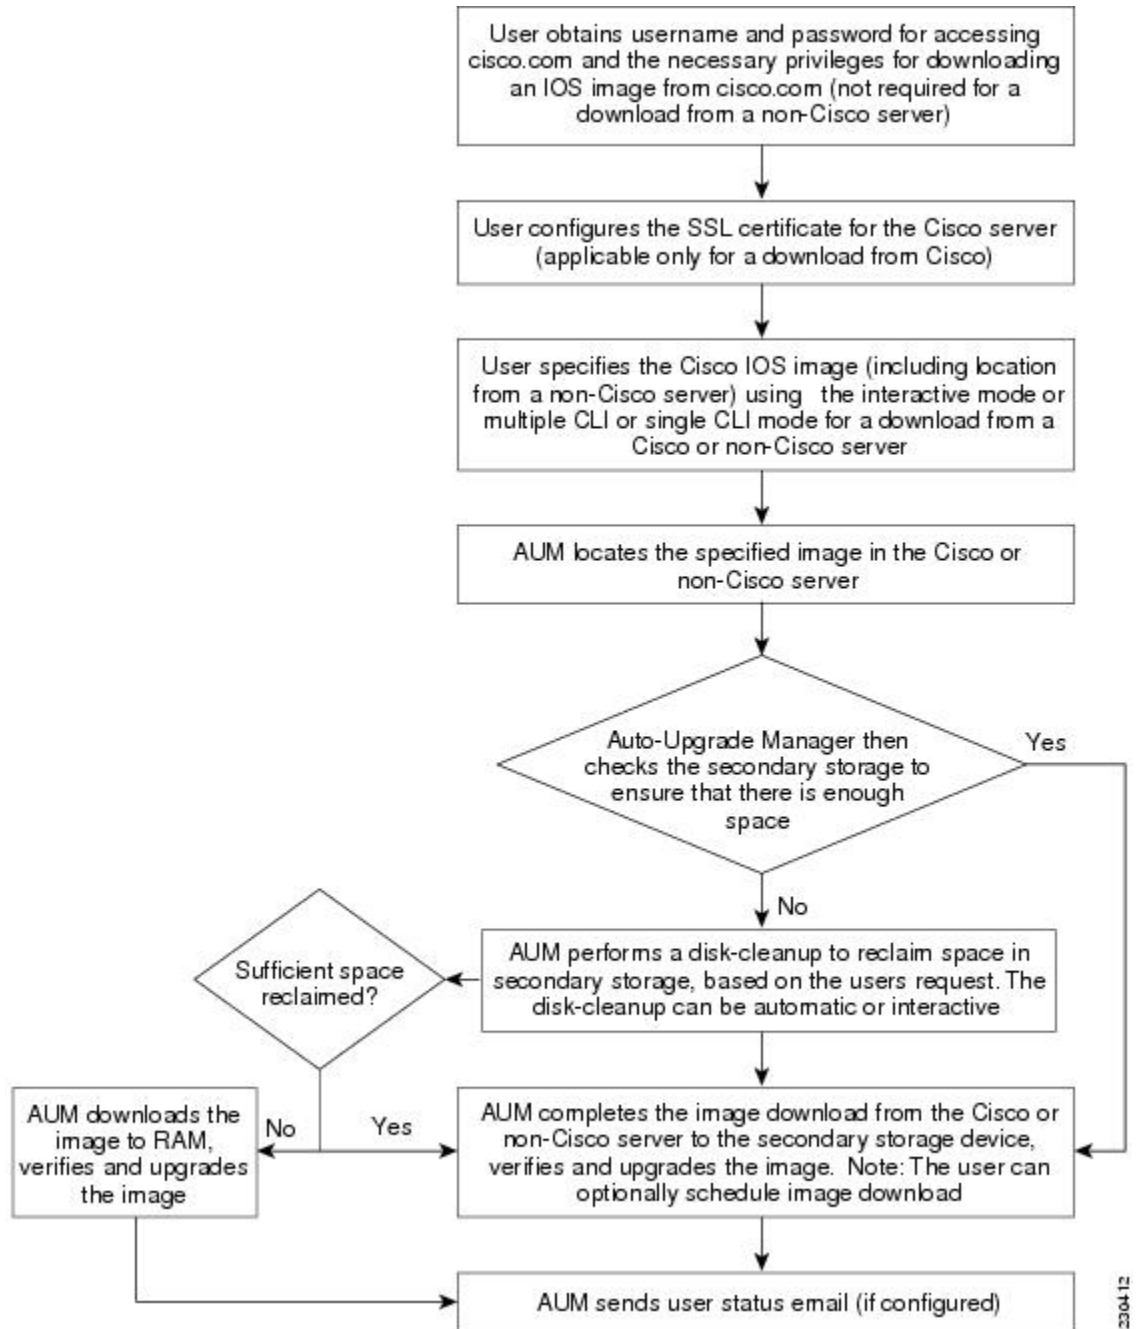 User obtains username and password for accessing
cisco.com and the necessary privileges for downloading
an IOS image from cisco.com (not required for a
download from a non-Cisco server)
User configures the SSL certificate for the Cisco server
(applicable only for a download from Cisco)
User specifies the Cisco IOS image (including location
from a non-Cisco server) using the interactive mode or
multiple CLI or single CLI mode for a download from a
Cisco or non-Cisco server
AUM locates the specified image in the Cisco or
non-Cisco server
Auto-Upgrade Manager then
checks the secondary storage to
ensure that there is enough
space
Yes
No
AUM performs a disk-cleanup to reclaim space in
secondary storage, based on the users request. The
disk-cleanup can be automatic or interactive
Sufficient space
reclaimed?
No
Yes
AUM downloads the
image to RAM,
verifies and upgrades
the image
AUM completes the image download from the Cisco or
non-Cisco server to the secondary storage device,
verifies and upgrades the image. Note: The user can
optionally schedule image download
AUM sends user status email (if configured)
230412